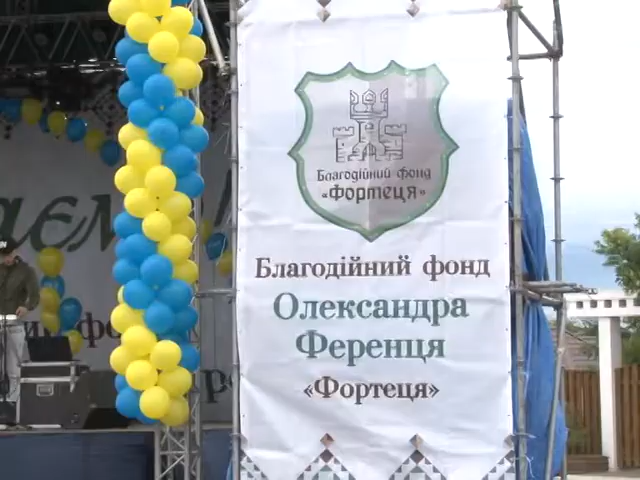 Благодійний фонд
«Фортеця»
Благодійний фонд
Олександра
Ференця
«Фортеця»